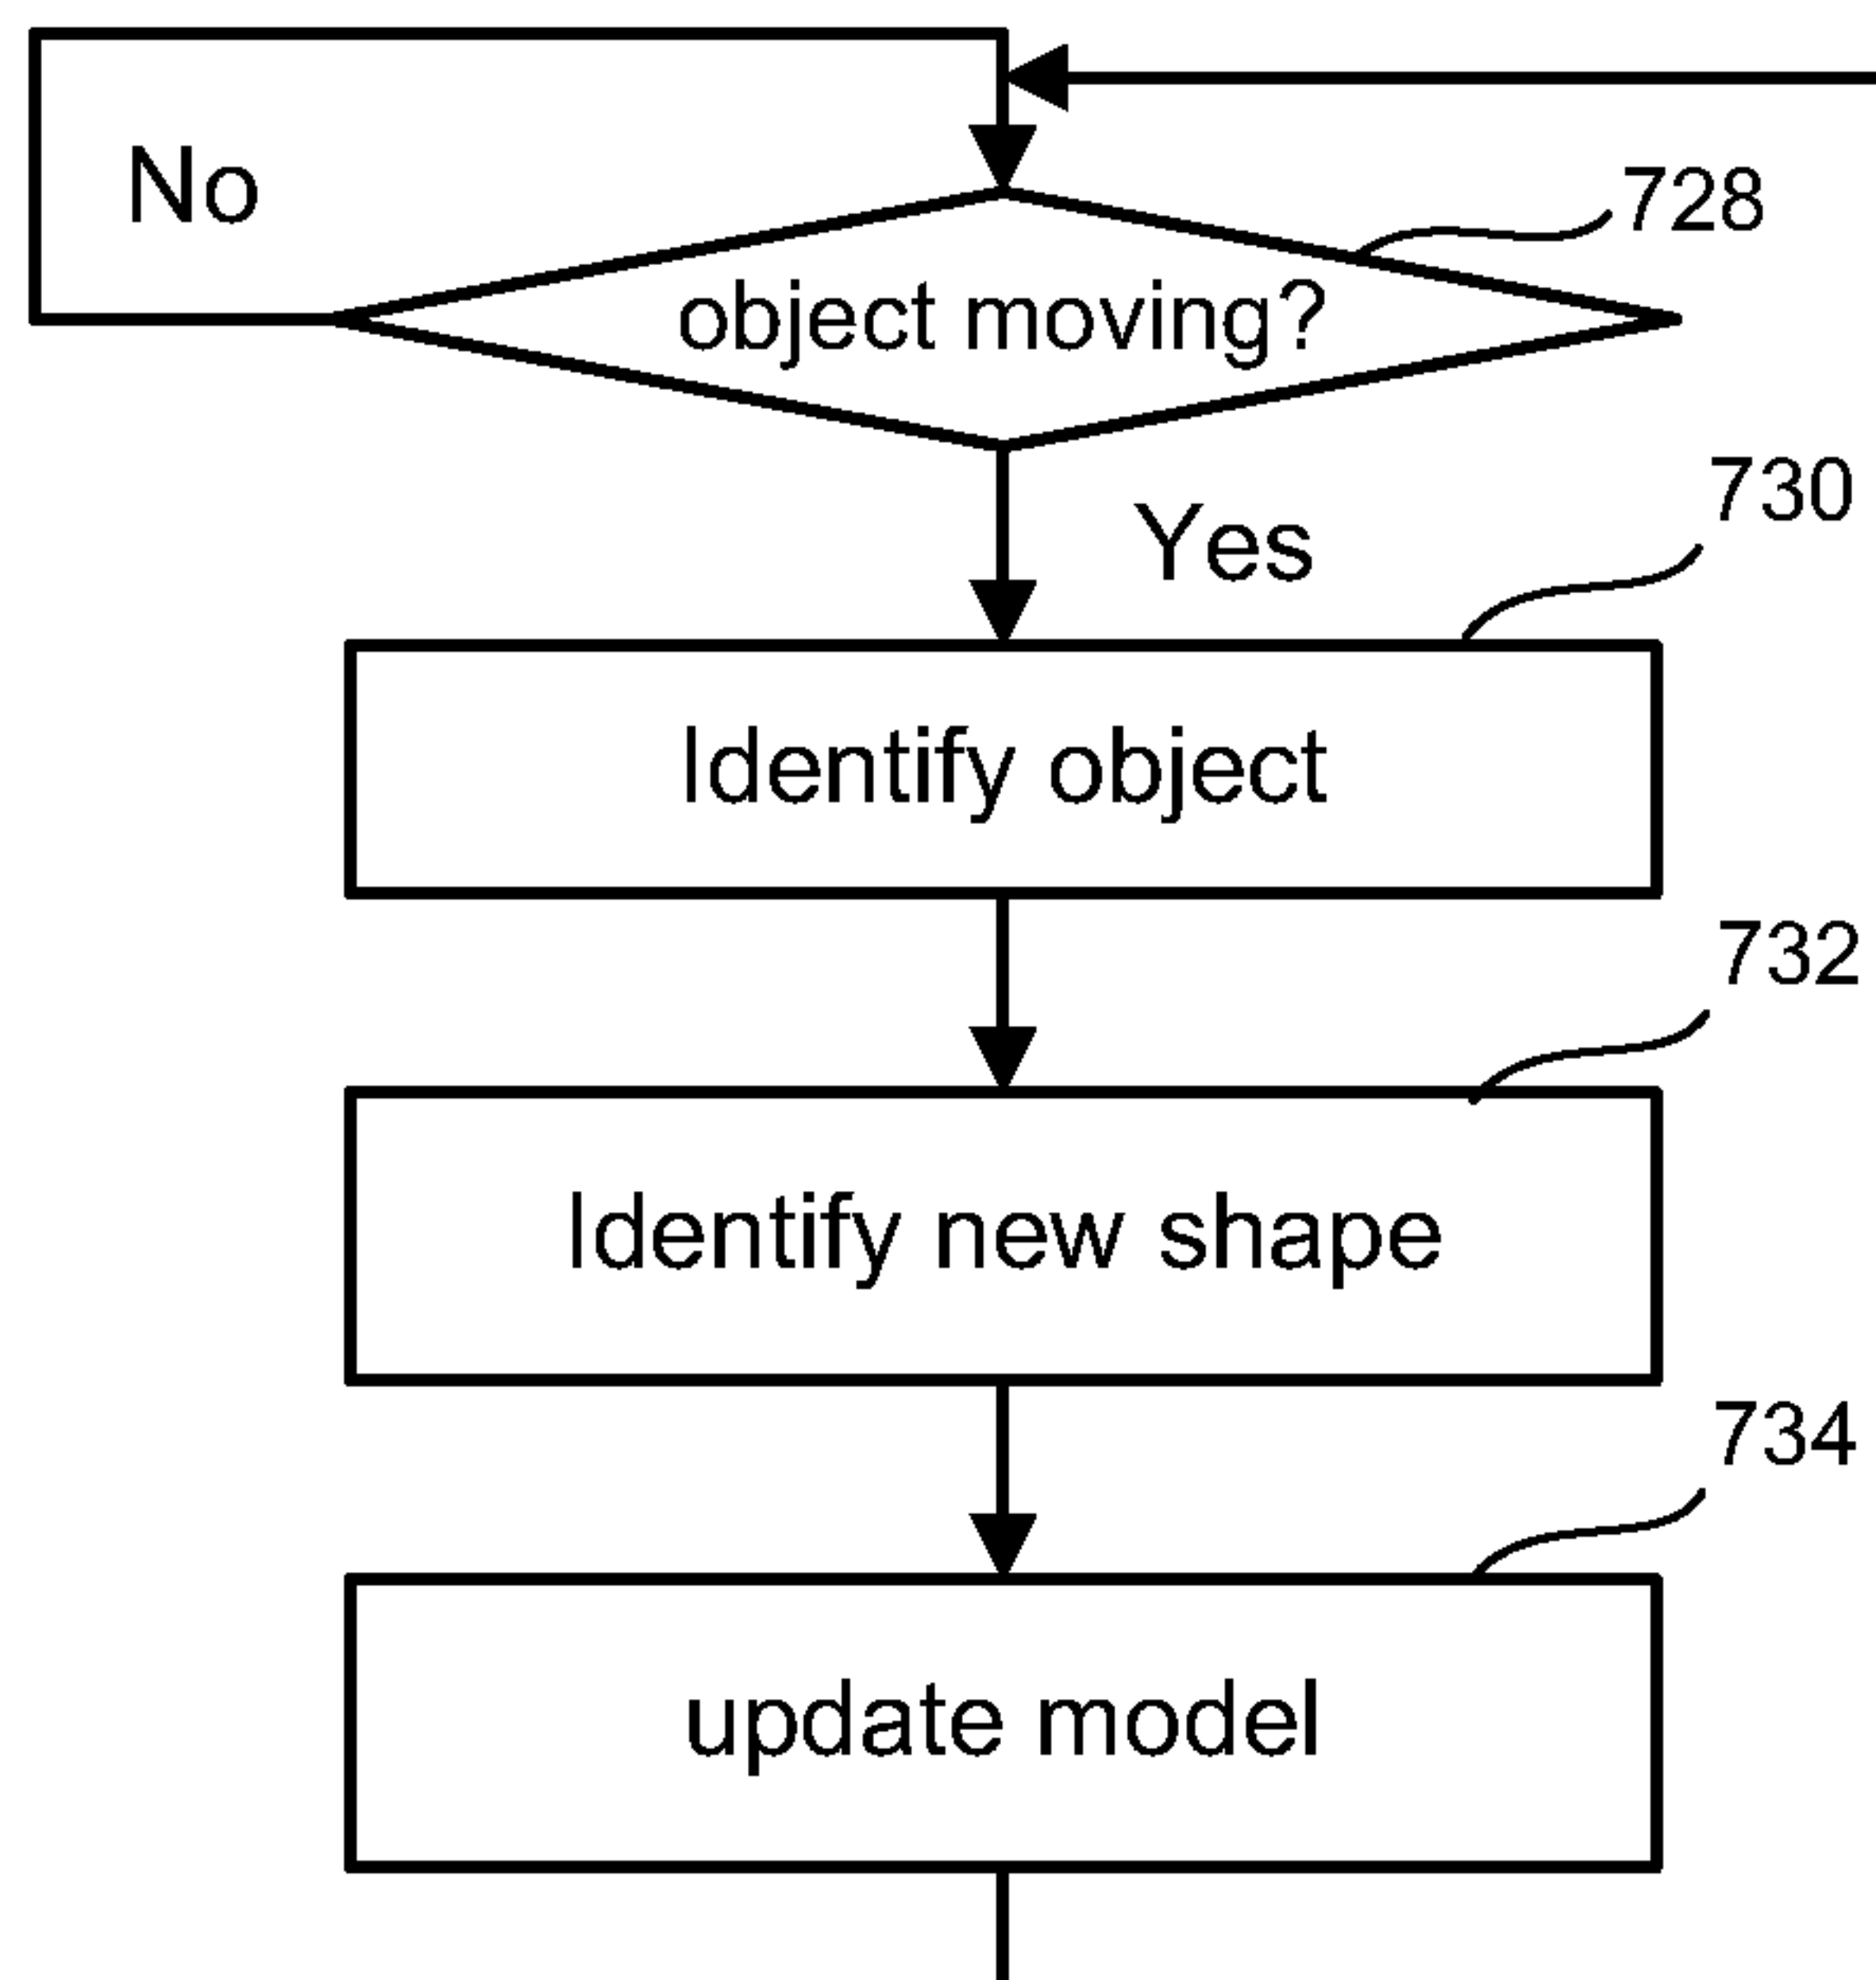 No
728
object moving?
730
Yes
Identify object
732
Identify new shape
734
update model